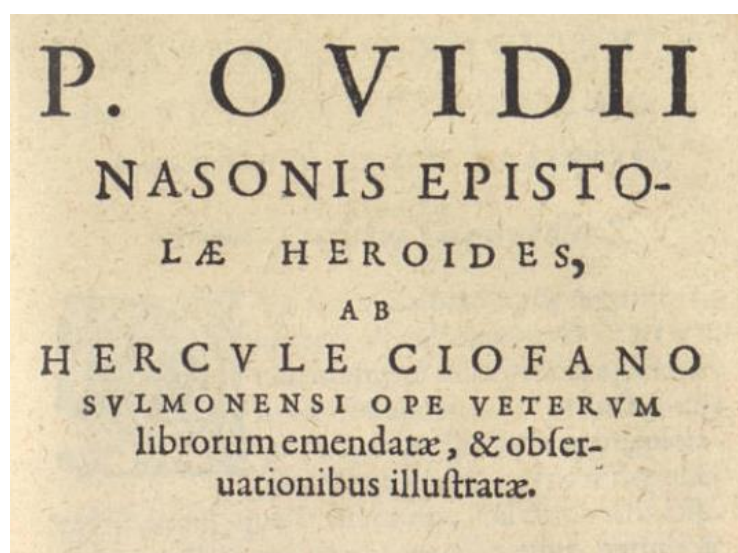 P. OVIDII
NASONIS EPISTO-
LÆ HEROIDES,
AB
HERCVLE CIOFANO
SVLMONENSI OPE VETERVM
librorum emendatæ, & obſer-
uationibus illuſtratæ.